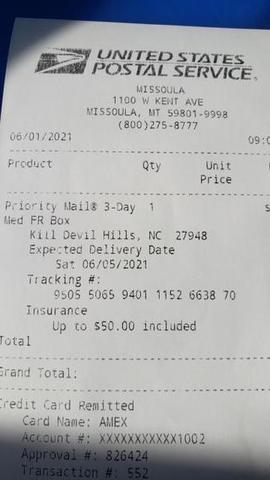 UNITED STATES
POSTAL SERVICE®
MISSOULA
1100 W KENT AVE
MISSOULA, MT 59801-9998
(800)275-8777
06/01/2021 09:0
Product Qty Unit
Price
Priority Mail® 3-Day 1
Med FR Box
Kill Devil Hills, NC 27948
Expected Delivery Date
Sat 06/05/2021
Tracking #:
9505 5065 9401 1152 6638 70
Insurance
Up to $50.00 included
Total
Grand Total:
Credit Card Remitted
Card Name: AMEX
Account #: XXXXXXXXXXX1002
Approval #: 826424
Transaction #: 552